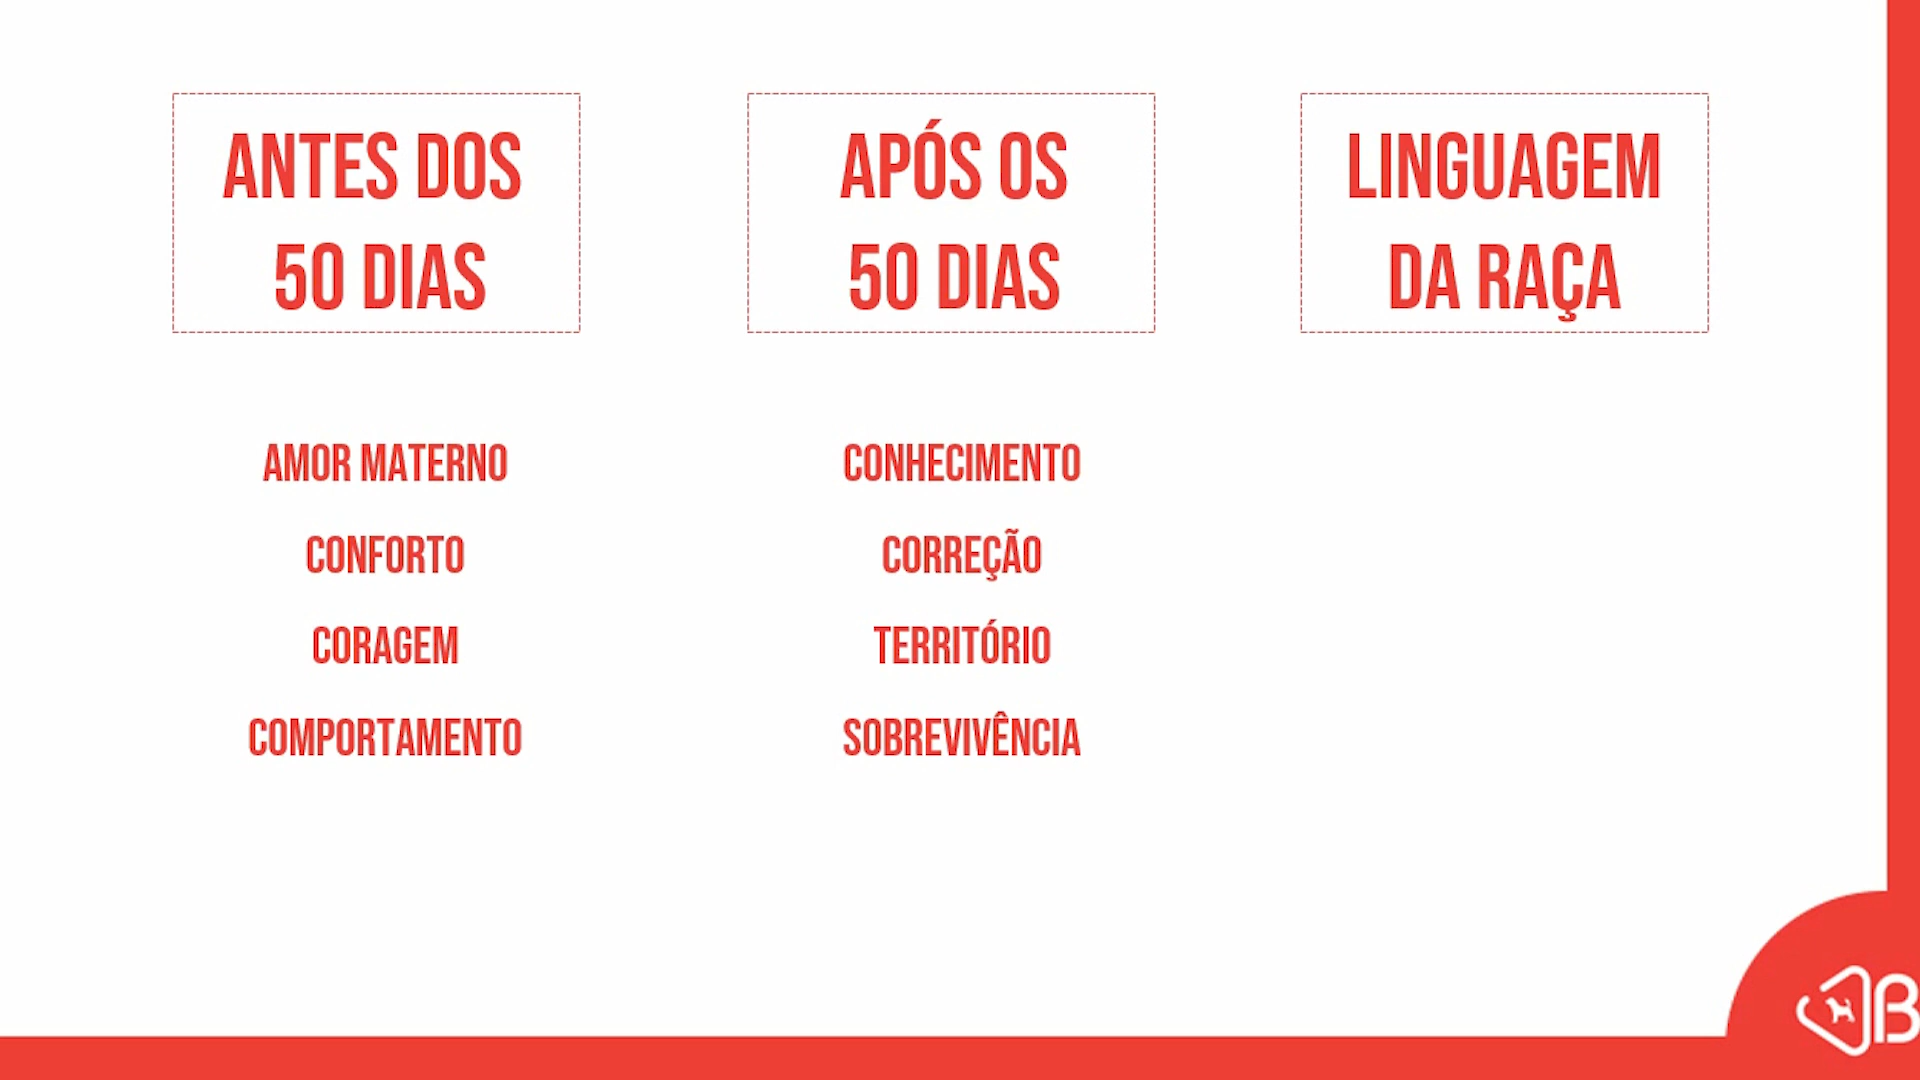 ANTES DOS
50 DIAS
AMOR MATERNO
CONFORTO
CORAGEM
COMPORTAMENTO
APÓS OS
50 DIAS
CONHECIMENTO
CORREÇÃO
TERRITÓRIO
SOBREVIVÊNCIA
LINGUAGEM
DA RAÇA
B